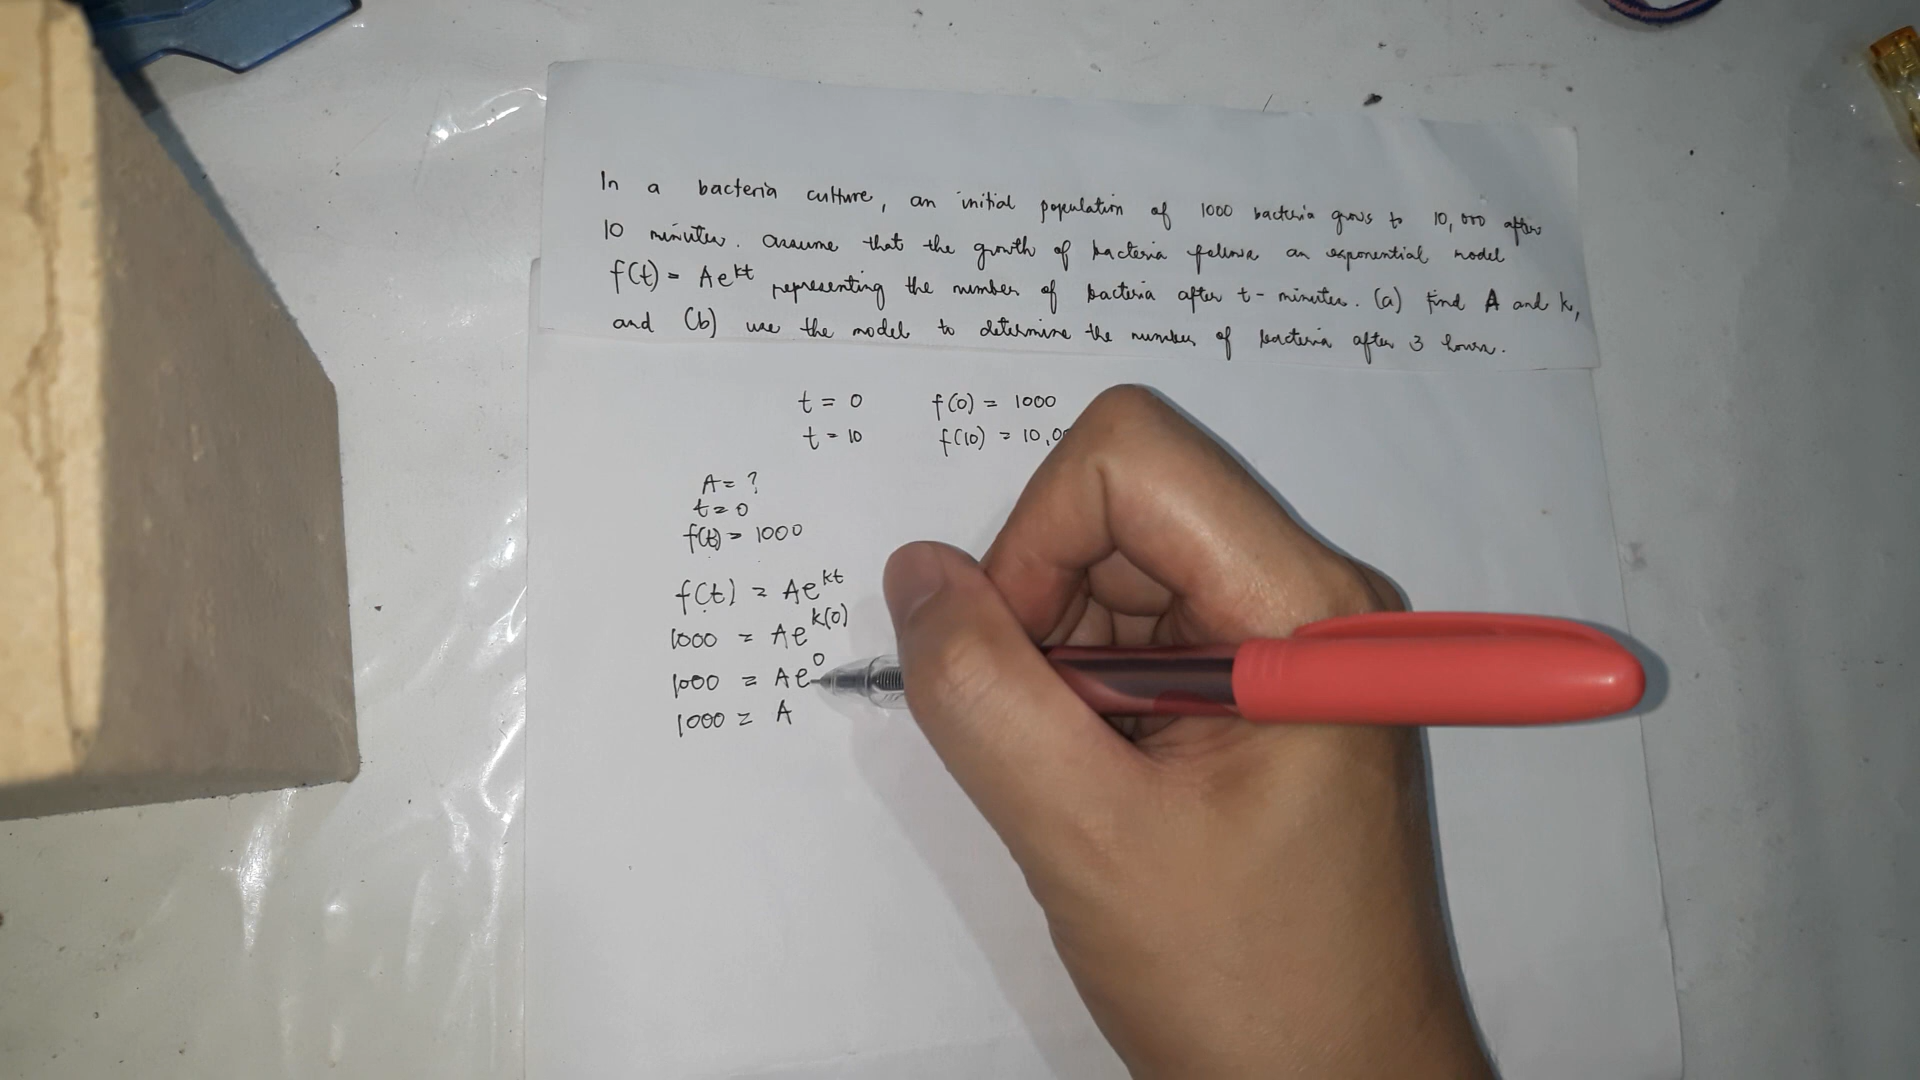 In a bacteria culture, an initial population of 1000 bacteria grows to 10,000 after
10 minutes. assume that the growth of bacteria follows an exponential model
f(t) = Ae^kt representing the number of bacteria after t-minutes. (a) Find A and k,
and (b) use the model to determine the number of bacteria after 3 hours.
t = 0 f(0) = 1000
t = 10 f(10) = 10,0
A = ?
t = 0
f(t) = 1000
f(t) = Ae^kt
1000 = Ae^k(0)
1000 = Ae^0
1000 = A